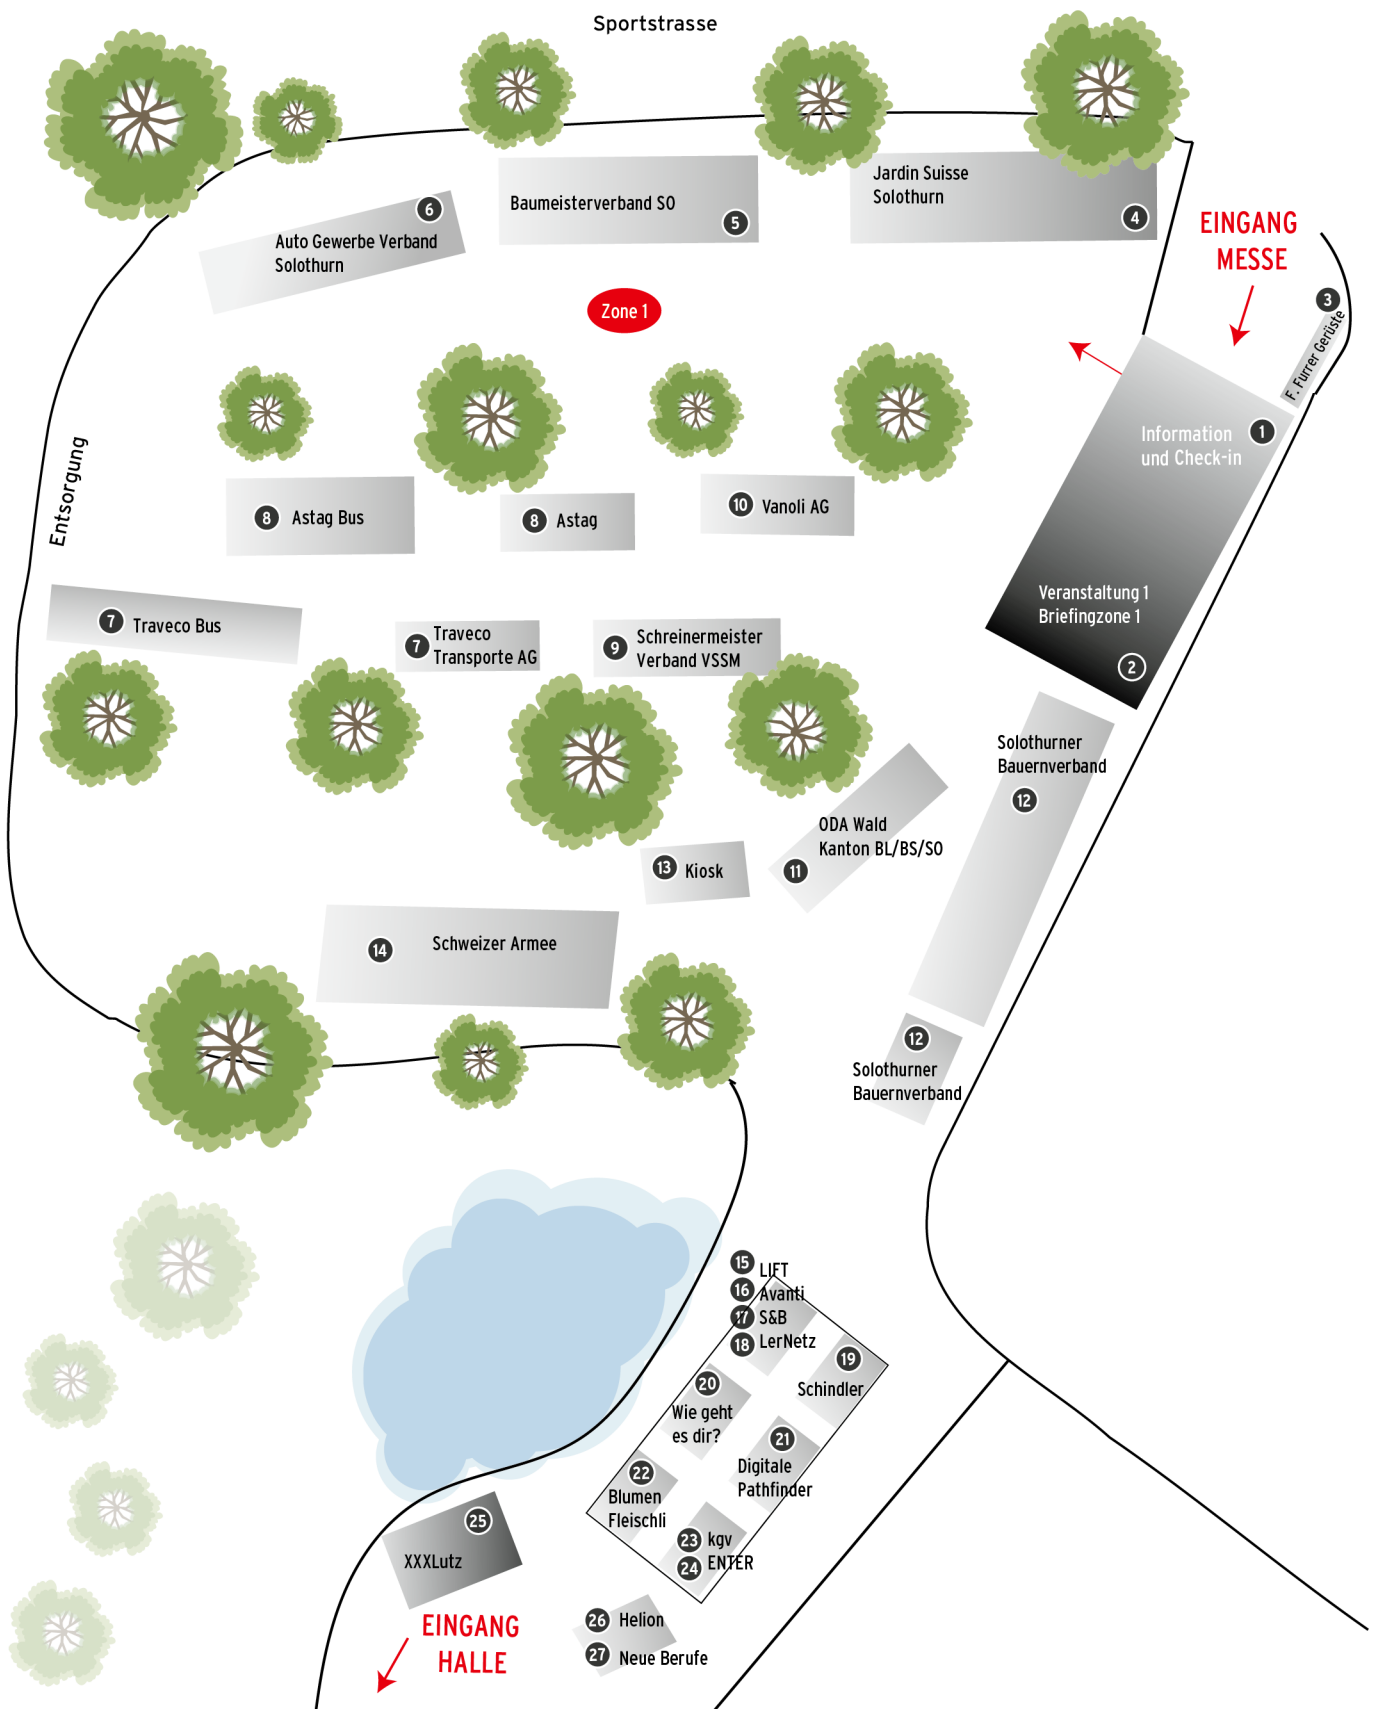 Sportstrasse
Jardin Suisse
Solothurn
4
Baumeisterverband SO
5
6
Auto Gewerbe Verband
Solothurn
EINGANG
MESSE
3
F. Furrer Gerüste
Zone 1
Information
und Check-in
1
Entsorgung
8 Astag Bus
8 Astag
10 Vanoli AG
Veranstaltung 1
Briefingzone 1
2
7 Traveco Bus
7 Traveco
Transporte AG
9 Schreinermeister
Verband VSSM
Solothurner
Bauernverband
12
ODA Wald
Kanton BL/BS/SO
11
13 Kiosk
14 Schweizer Armee
12
Solothurner
Bauernverband
15 LIFT
16 Avanti
17 S&B
18 LerNetz
19
Schindler
20
Wie geht
es dir?
21
Digitale
Pathfinder
22
Blumen
Fleischli
23 kgv
24 ENTER
25
XXXLutz
EINGANG
HALLE
26 Helion
27 Neue Berufe